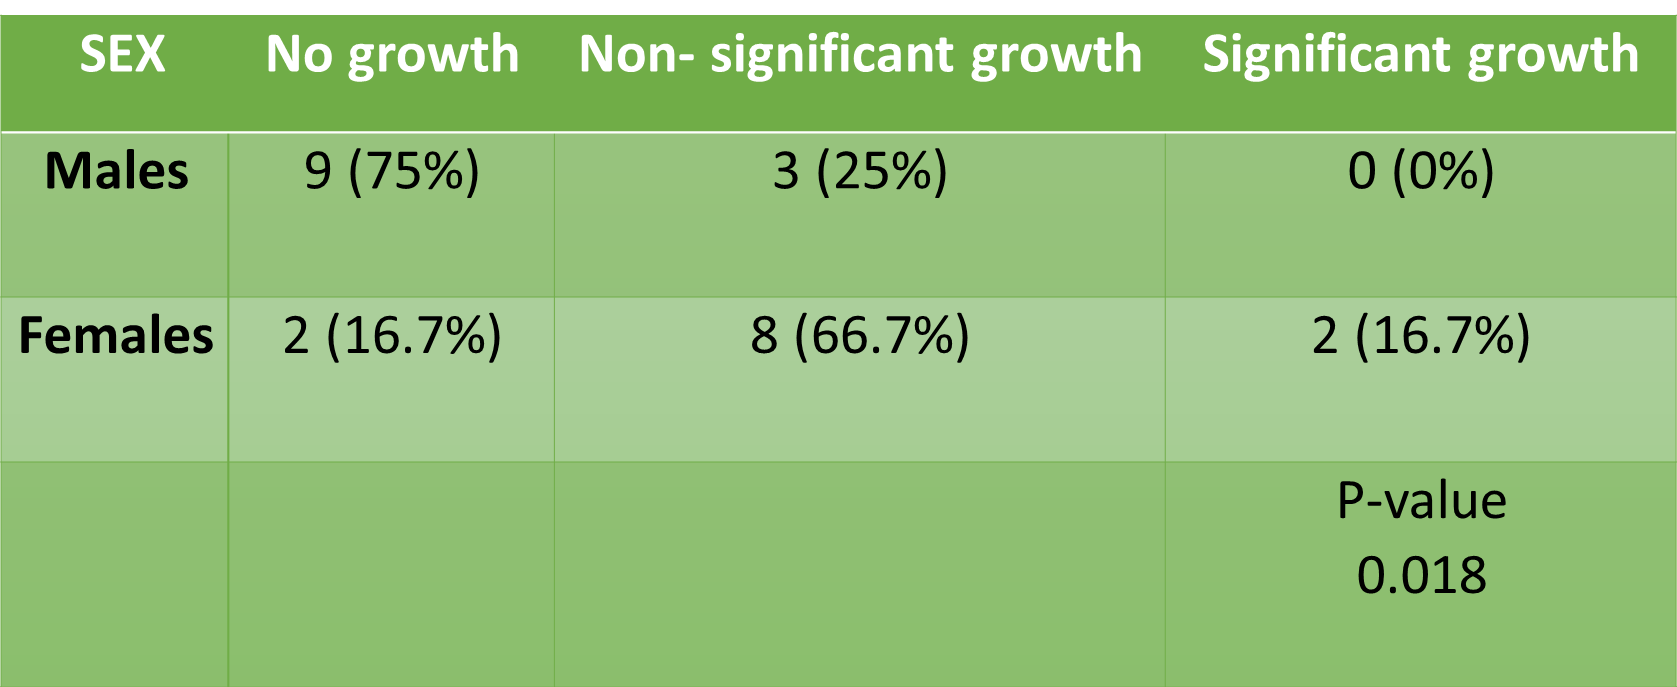 SEX No growth Non- significant growth Significant growth
Males 9 (75%) 3 (25%) 0 (0%)
Females 2 (16.7%) 8 (66.7%) 2 (16.7%)
P-value
0.018